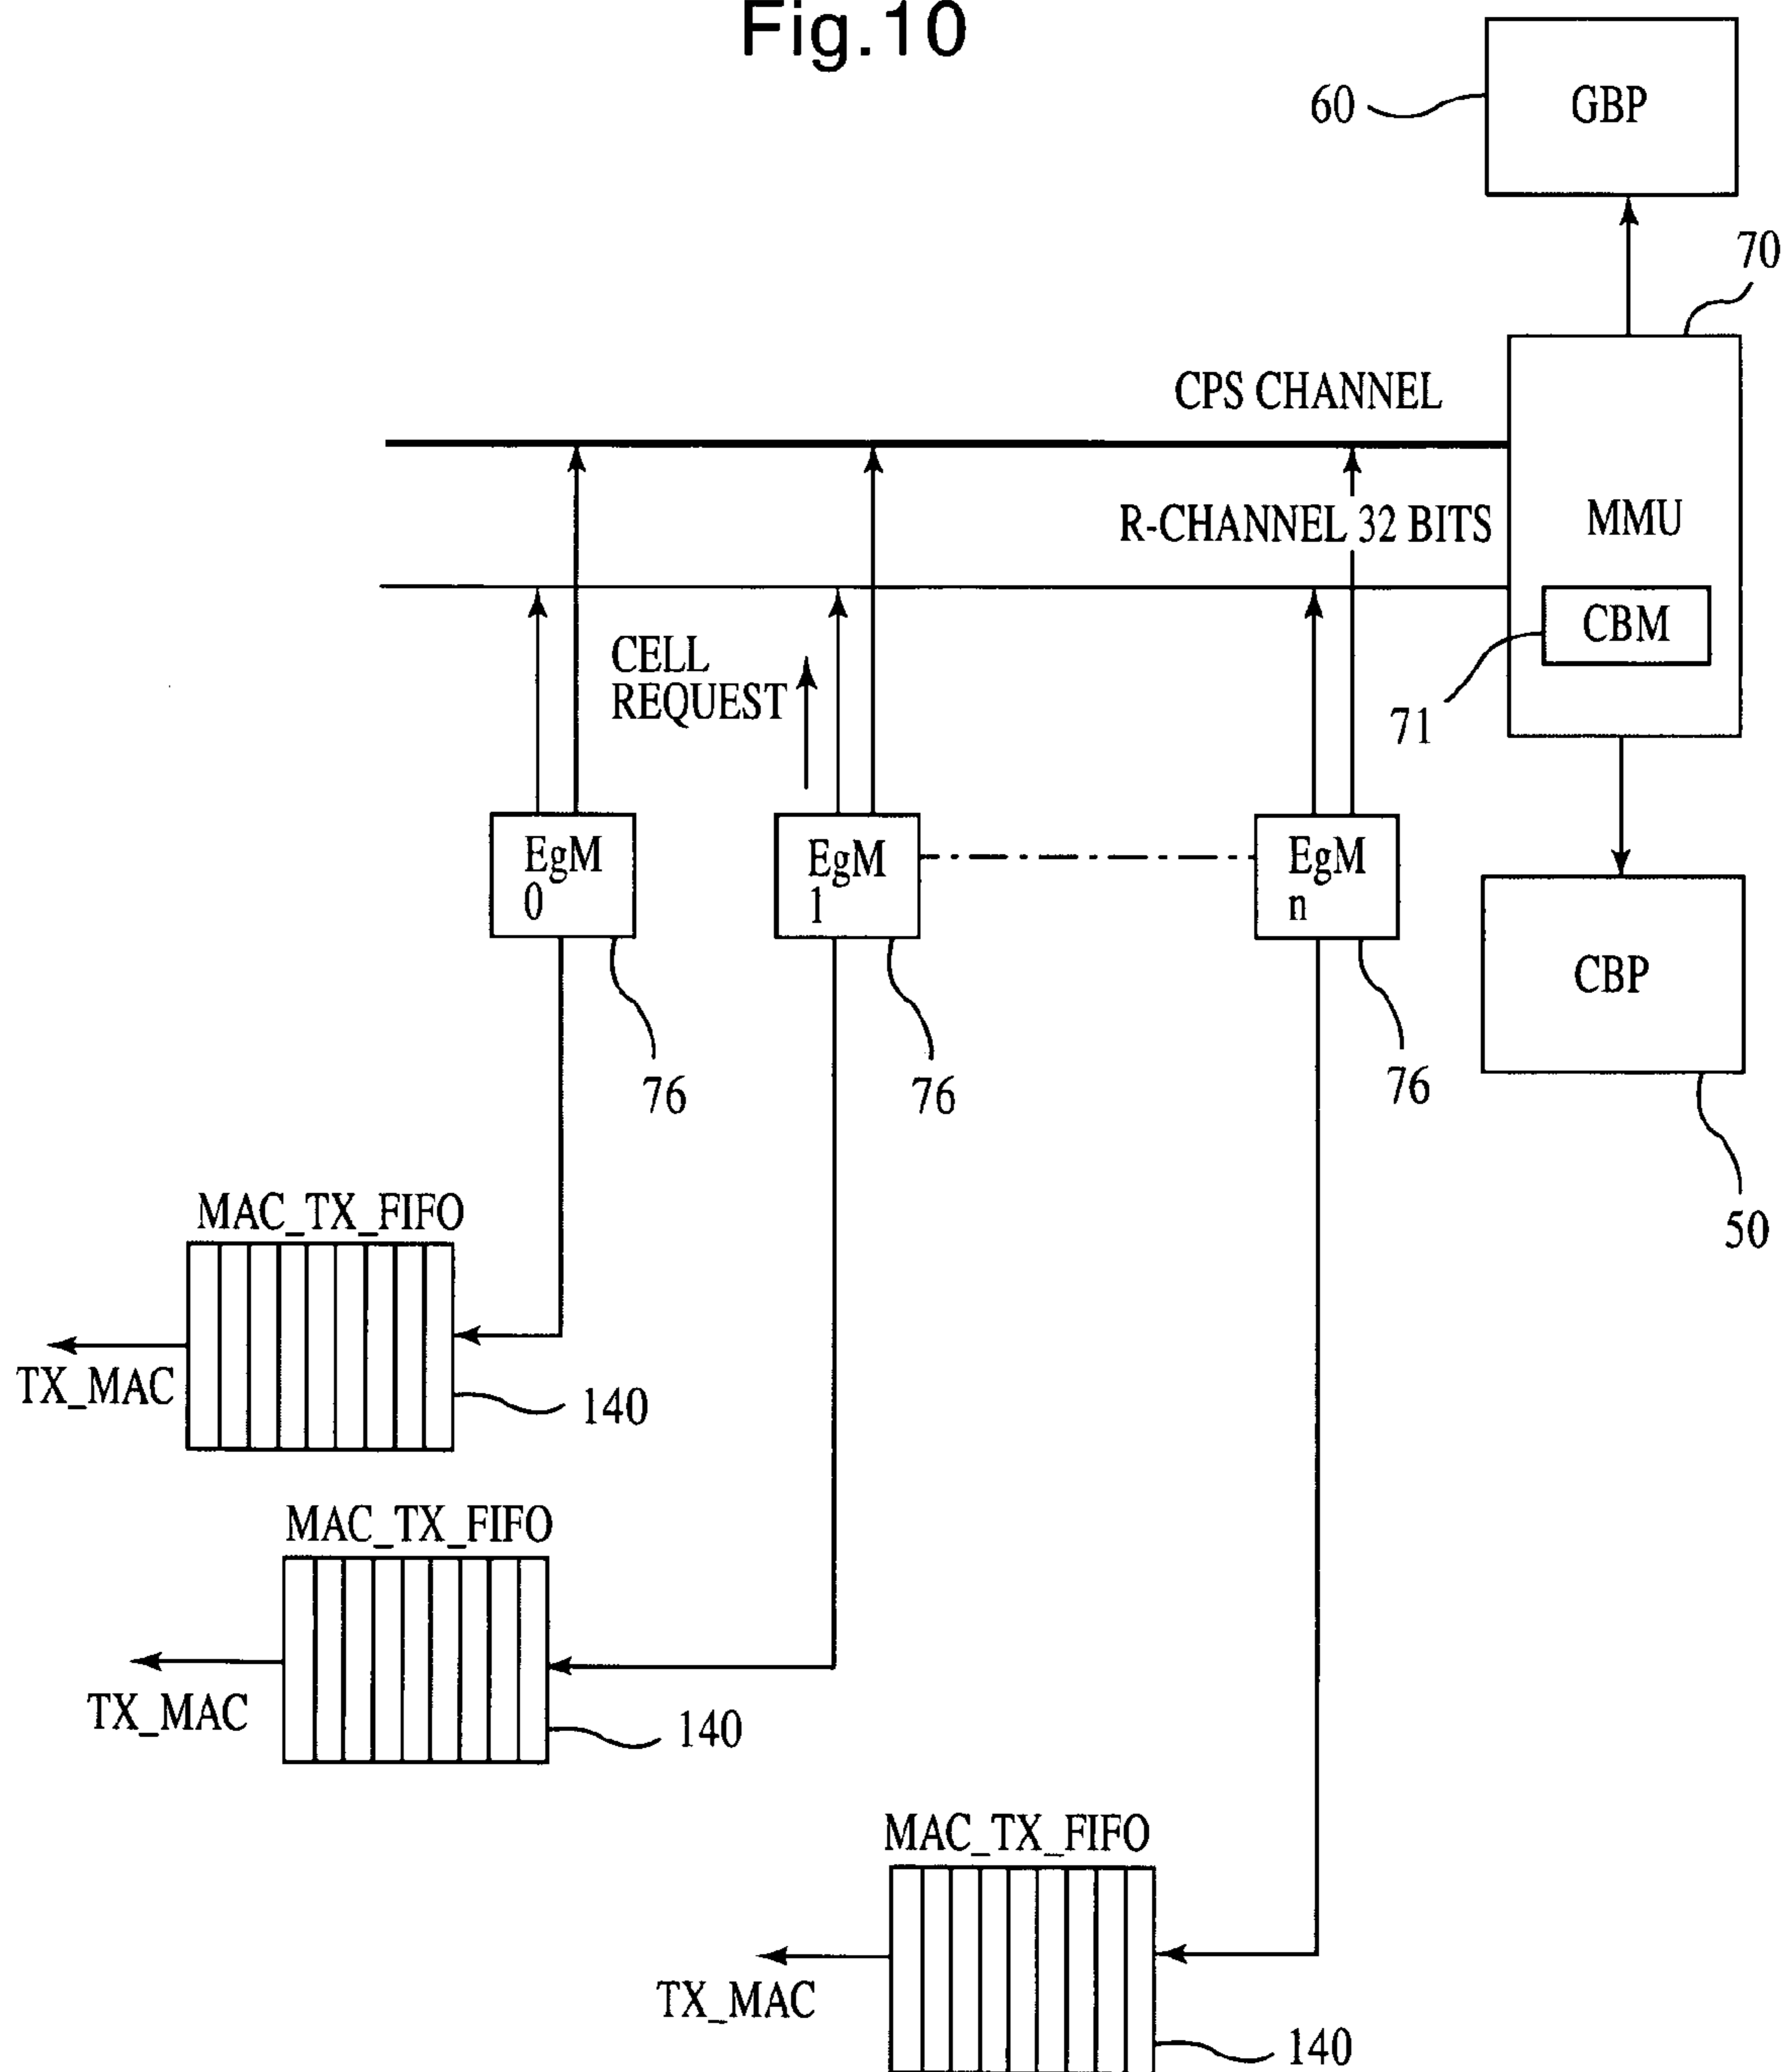 Fig.10
60
GBP
70
CPS CHANNEL
R-CHANNEL 32 BITS
MMU
CBM
71
CELL
REQUEST
EgM
0
EgM
1
EgM
n
76
76
76
CBP
50
MAC_TX_FIFO
TX_MAC
140
MAC_TX_FIFO
TX_MAC
140
MAC_TX_FIFO
TX_MAC
140